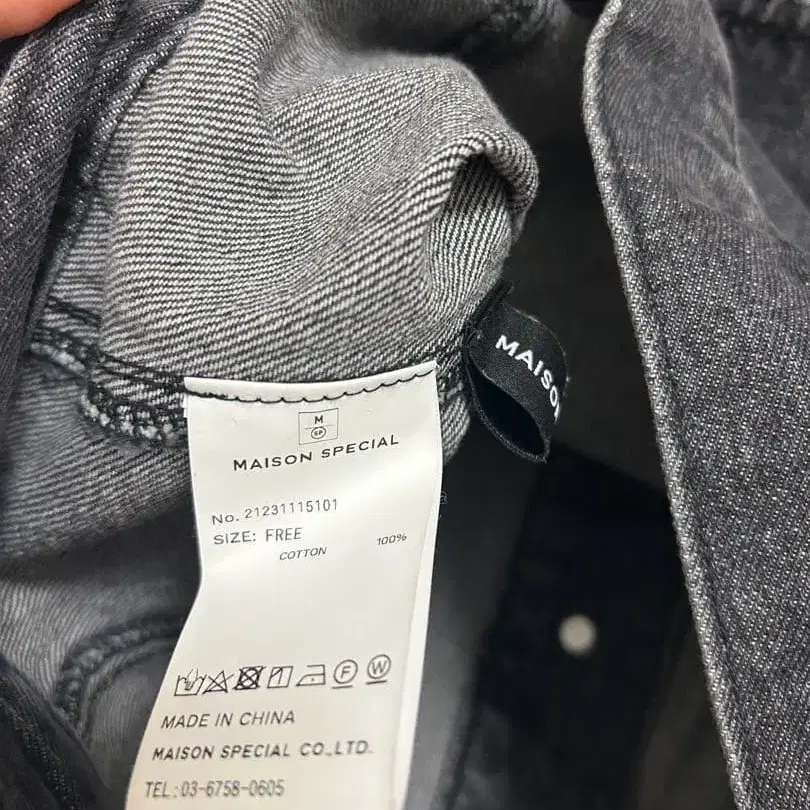 MAISON
M
SP
MAISON SPECIAL
No. 21231115101
SIZE: FREE
COTTON 100%
F W
MADE IN CHINA
MAISON SPECIAL CO.,LTD.
TEL:03-6758-0605